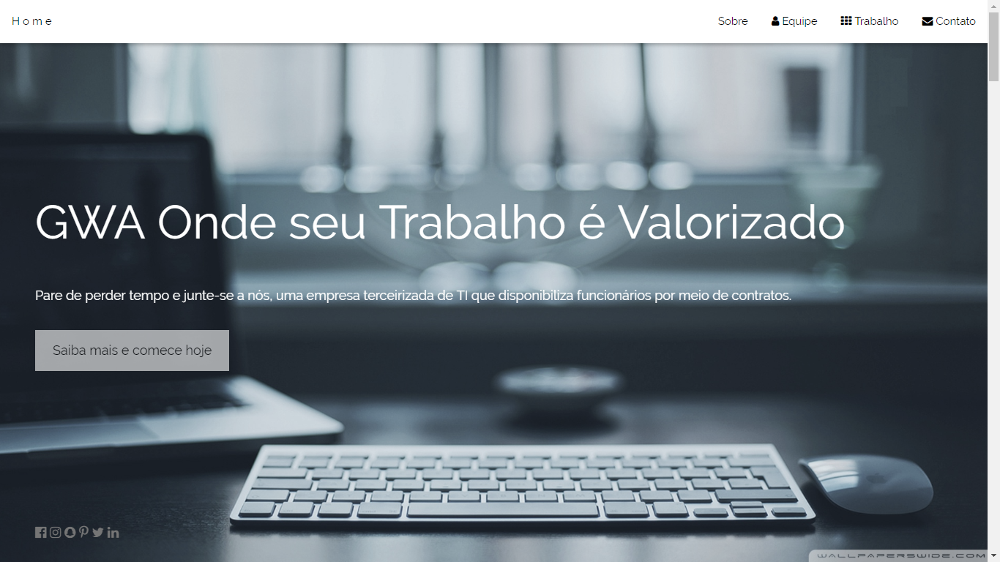 Home
Sobre
Equipe
Trabalho
Contato
GWA Onde seu Trabalho é Valorizado
Pare de perder tempo e junte-se a nós, uma empresa terceirizada de TI que disponibiliza funcionários por meio de contratos.
Saiba mais e comece hoje
WALLPAPERSWIDE.COM